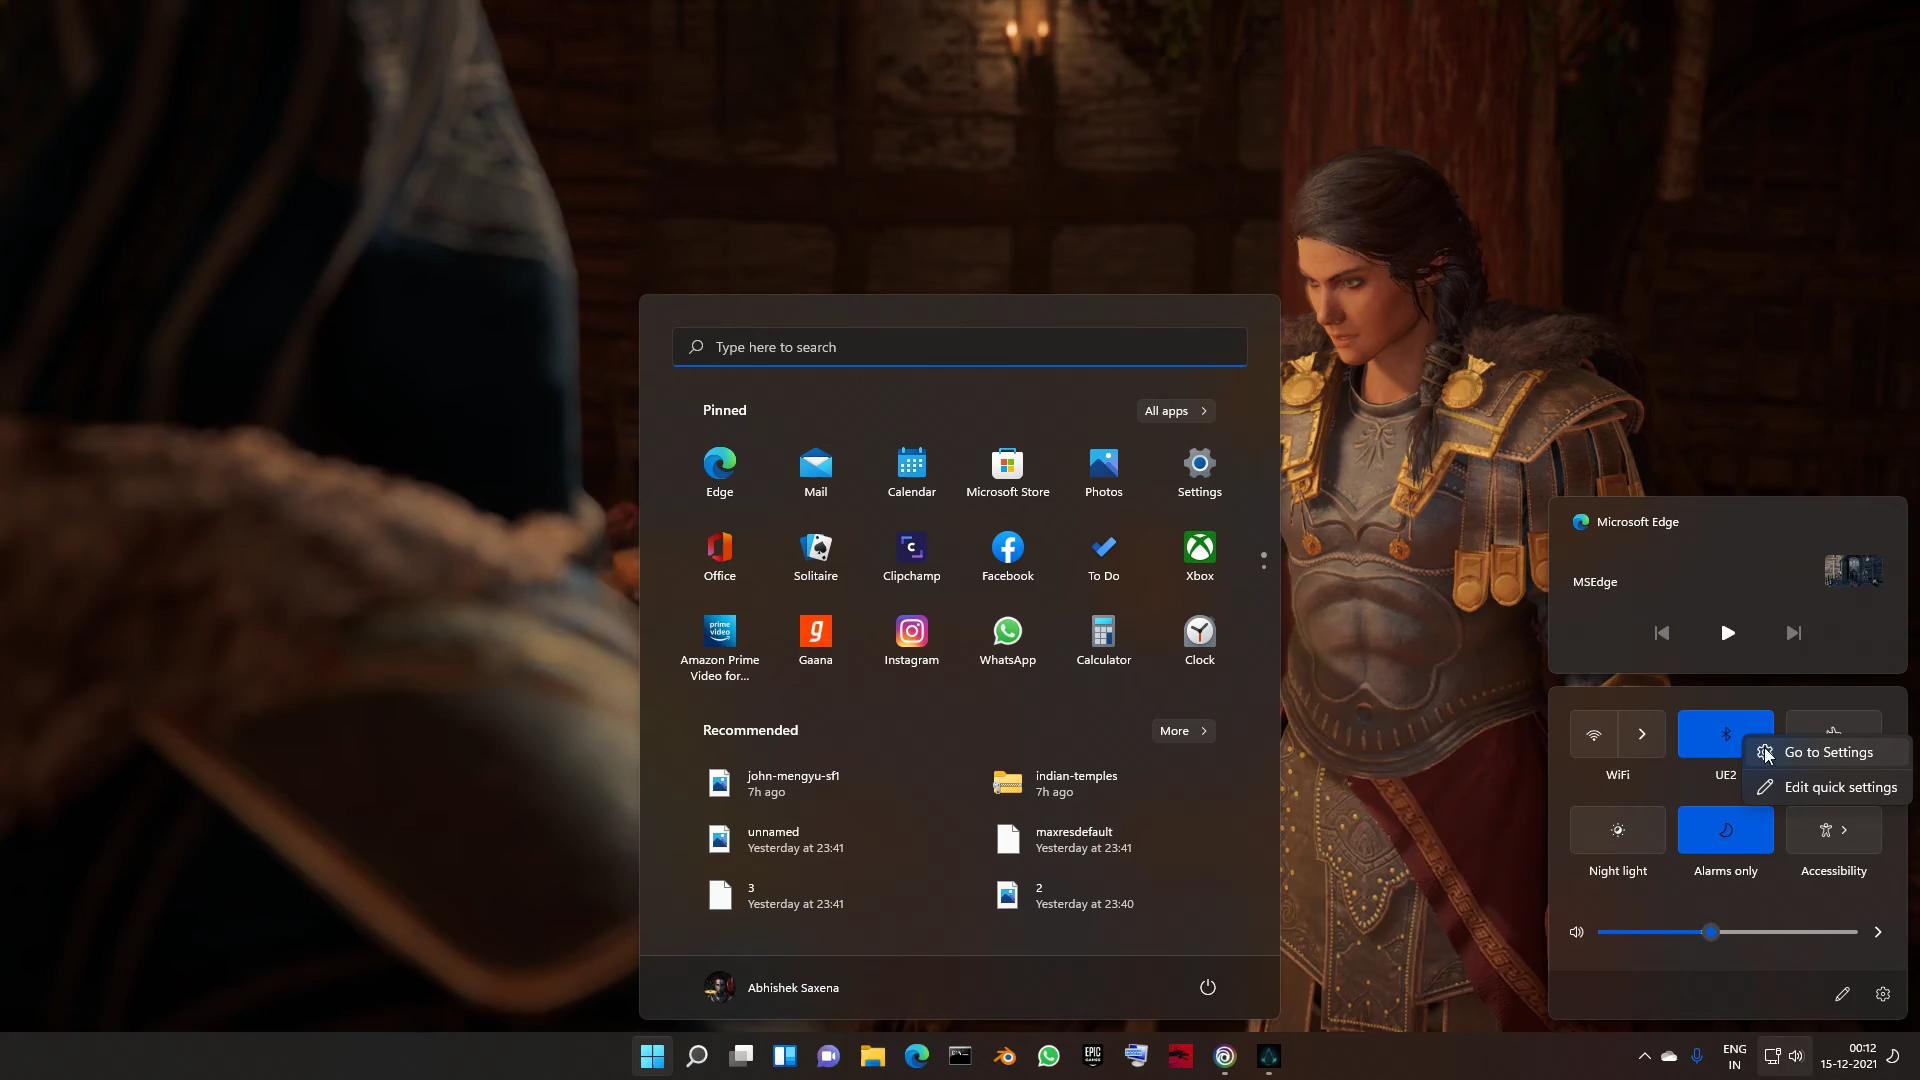 Type here to search
Pinned
All apps
Edge
Mail
Calendar
Microsoft Store
Photos
Settings
Office
Solitaire
Clipchamp
Facebook
To Do
Xbox
prime
video
g
Amazon Prime
Video for...
Gaana
Instagram
WhatsApp
Calculator
Clock
Recommended
More
john-mengyu-sf1
7h ago
indian-temples
7h ago
unnamed
Yesterday at 23:41
maxresdefault
Yesterday at 23:41
3
Yesterday at 23:41
2
Yesterday at 23:40
Abhishek Saxena
Microsoft Edge
MSEdge
WiFi
UE2
Go to Settings
Edit quick settings
Night light
Alarms only
Accessibility
EPIC
GAMES
ENG
IN
00:12
15-12-2021